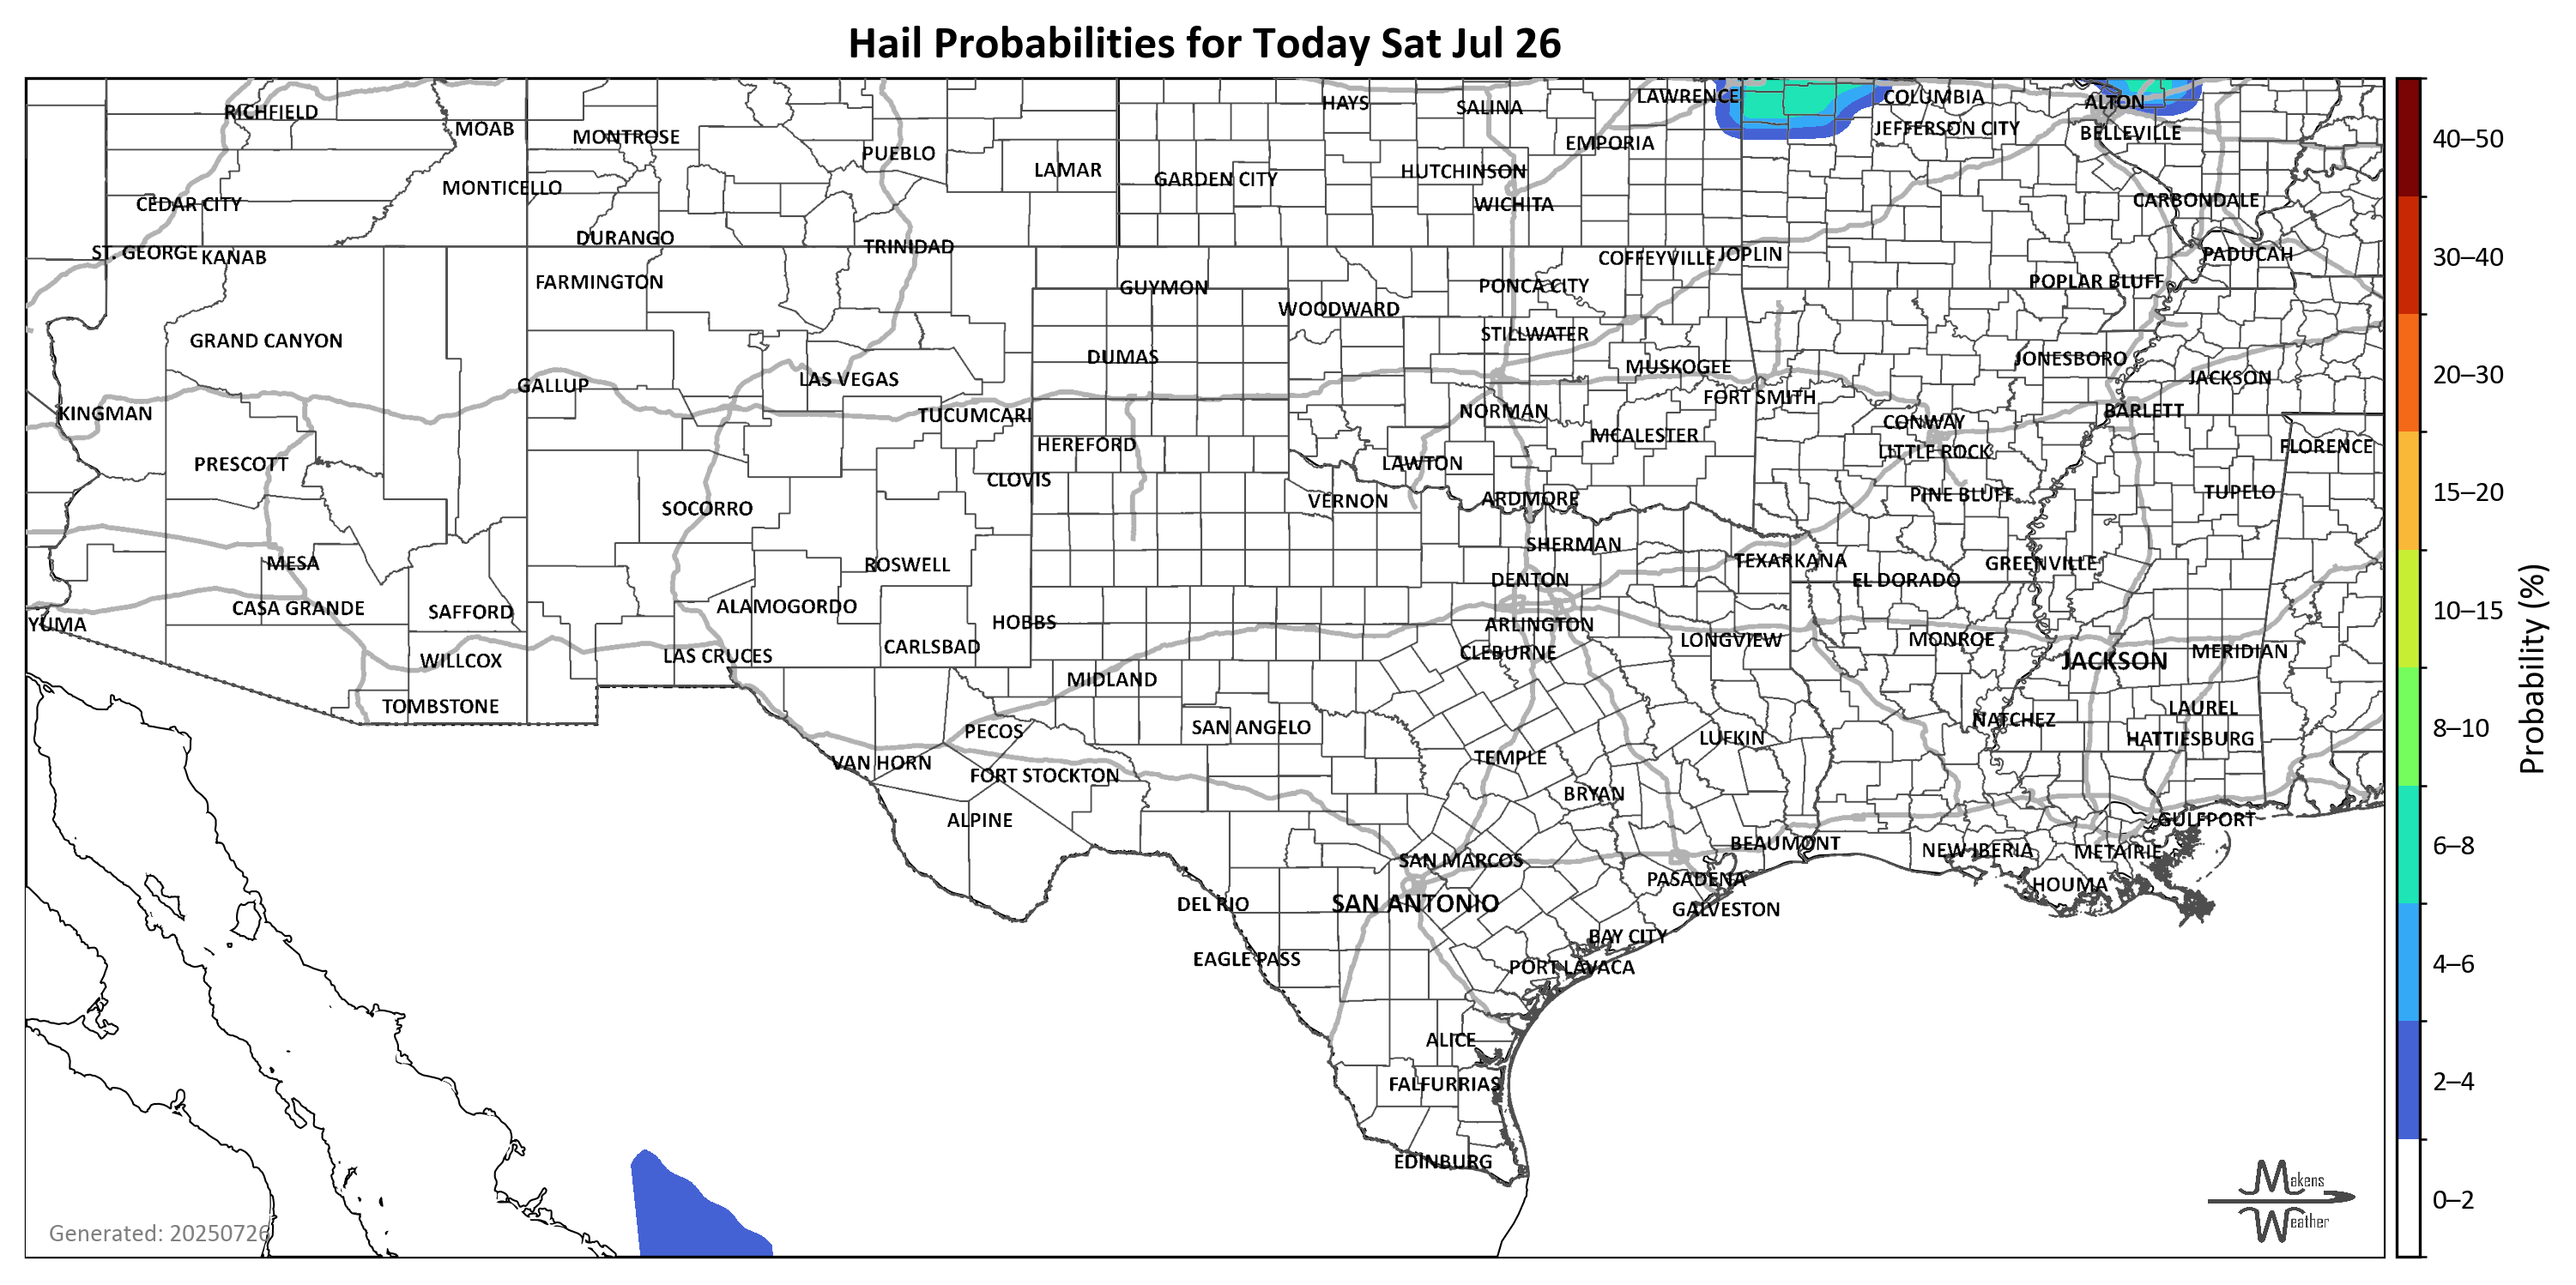 Hail Probabilities for Today Sat Jul 26
RICHFIELD
MOAB
MONTROSE
PUEBLO
LAMAR
HAYS
SALINA
LAWRENCE
COLUMBIA
ALTON
EMPORIA
JEFFERSON CITY
BELLEVILLE
CEDAR CITY
MONTICELLO
GARDEN CITY
HUTCHINSON
WICHITA
CARBONDALE
ST. GEORGE
KANAB
DURANGO
TRINIDAD
COFFEYVILLE
JOPLIN
PADUCAH
FARMINGTON
GUYMON
WOODWARD
PONCA CITY
POPLAR BLUFF
GRAND CANYON
DUMAS
STILLWATER
MUSKOGEE
JONESBORO
JACKSON
KINGMAN
GALLUP
LAS VEGAS
TUCUMCARI
NORMAN
FORT SMITH
CONWAY
BARLETT
PRESCOTT
HEREFORD
CLOVIS
LAWTON
MCALESTER
LITTLE ROCK
FLORENCE
SOCORRO
VERNON
ARDMORE
PINE BLUFF
TUPELO
MESA
ROSWELL
SHERMAN
TEXARKANA
GREENVILLE
CASA GRANDE
SAFFORD
ALAMOGORDO
DENTON
EL DORADO
YUMA
HOBBS
ARLINGTON
WILLCOX
LAS CRUCES
CARLSBAD
CLEBURNE
LONGVIEW
MONROE
JACKSON
MERIDIAN
TOMBSTONE
MIDLAND
PECOS
SAN ANGELO
LUFKIN
NATCHEZ
LAUREL
HATTIESBURG
VAN HORN
FORT STOCKTON
TEMPLE
BRYAN
ALPINE
SAN MARCOS
BEAUMONT
NEW IBERIA
METAIRIE
GULFPORT
DEL RIO
SAN ANTONIO
PASADENA
GALVESTON
HOUMA
EAGLE PASS
BAY CITY
PORT LAVACA
ALICE
FALFURRIAS
EDINBURG
Generated: 20250726
Makens
Weather
40–50
30–40
20–30
15–20
10–15
8–10
6–8
4–6
2–4
0–2
Probability (%)